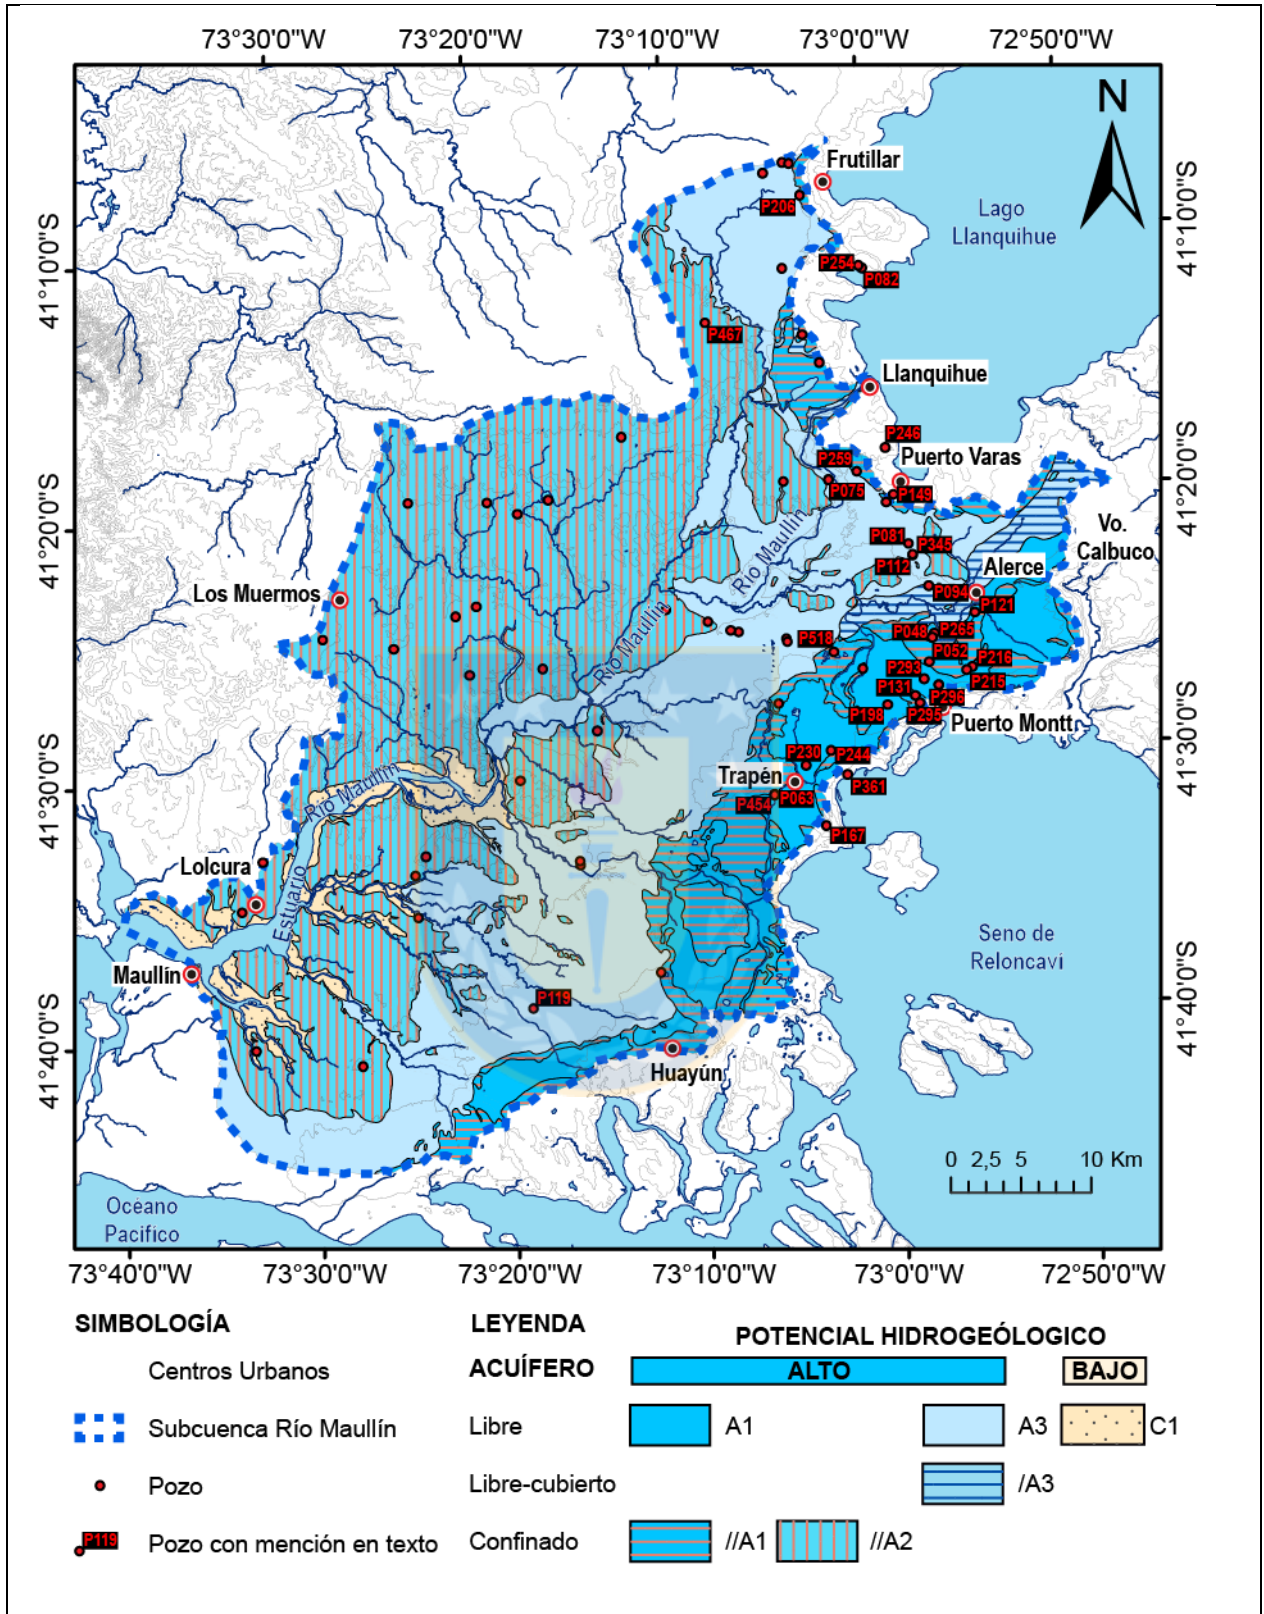 73°30'0"W
73°20'0"W
73°10'0"W
73°0'0"W
72°50'0"W
N
Frutillar
P206
Lago
Llanquihue
41°10'0"S
41°10'0"S
P254
P082
P467
Llanquihue
P246
Puerto Varas
P259
P075
P149
41°20'0"S
41°20'0"S
Vo.
Calbuco
Río Maullín
P081
P345
P112
Alerce
Los Muermos
P094
P121
Río Maullín
P518
P048
P265
P052
P216
P293
P215
P131
P296
P198
P295
Puerto Montt
41°30'0"S
41°30'0"S
P230
P244
Trapén
P361
P454
P063
Río Maullín
P167
Lolcura
Estuario
Seno de
Reloncavi
Maullín
P119
41°40'0"S
41°40'0"S
Huayún
0 2,5 5 10 Km
Océano
Pacifico
73°40'0"W
73°30'0"W
73°20'0"W
73°10'0"W
73°0'0"W
72°50'0"W
SIMBOLOGÍA
LEYENDA
POTENCIAL HIDROGEÓLOGICO
Centros Urbanos
ACUÍFERO
ALTO
BAJO
Subcuenca Río Maullín
Libre
A1
A3
C1
Pozo
Libre-cubierto
/A3
P119
Pozo con mención en texto
Confinado
//A1
//A2